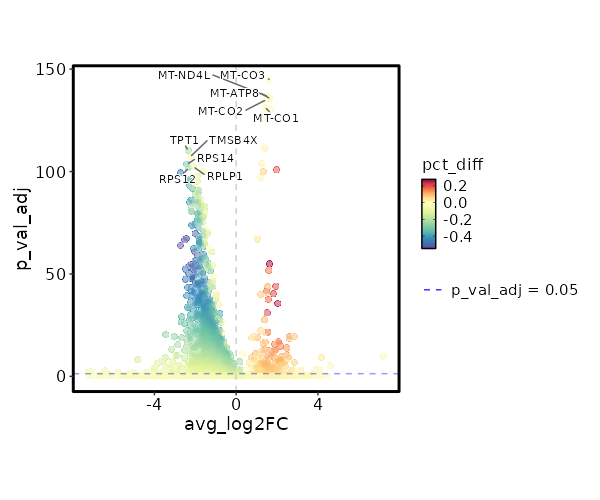 150
100
50
0
p_val_adj
MT-ND4L
MT-CO3
MT-ATP8
MT-CO2
MT-CO1
TPT1
TMSB4X
RPS14
RPS12
RPLP1
-4
0
4
avg_log2FC
pct_diff
0.2
0.0
-0.2
-0.4
p_val_adj = 0.05